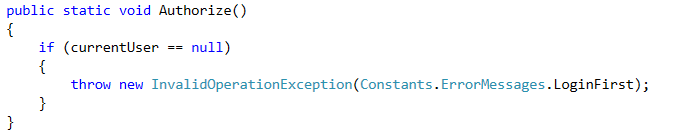 public static void Authorize()
{
    if (currentUser == null)
    {
        throw new InvalidOperationException(Constants.ErrorMessages.LoginFirst);
    }
}